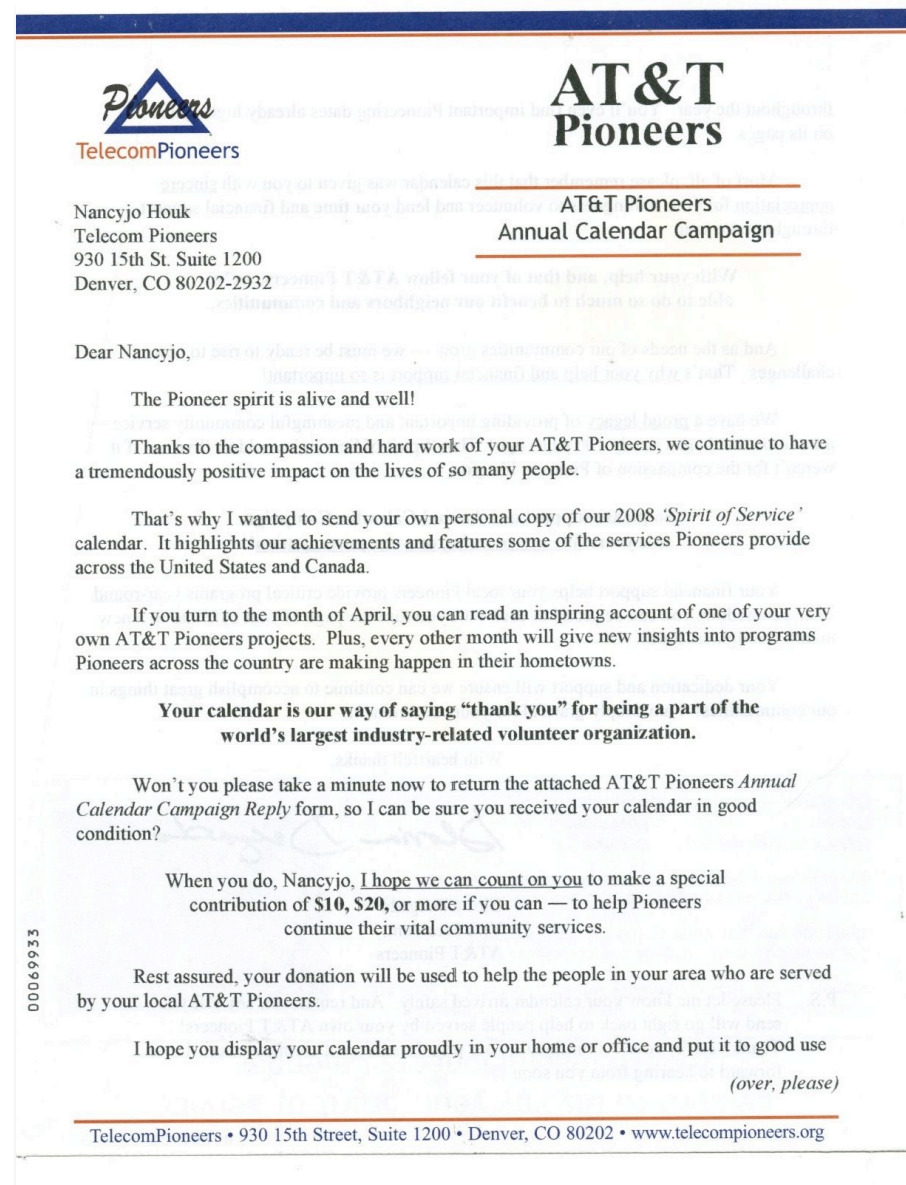 Pioneers
TelecomPioneers
AT&T
Pioneers
AT&T Pioneers
Annual Calendar Campaign
Nancyjo Houk
Telecom Pioneers
930 15th St. Suite 1200
Denver, CO 80202-2932
Dear Nancyjo,
The Pioneer spirit is alive and well!
Thanks to the compassion and hard work of your AT&T Pioneers, we continue to have
a tremendously positive impact on the lives of so many people.
That's why I wanted to send your own personal copy of our 2008 'Spirit of Service'
calendar. It highlights our achievements and features some of the services Pioneers provide
across the United States and Canada.
If you turn to the month of April, you can read an inspiring account of one of your very
own AT&T Pioneers projects. Plus, every other month will give new insights into programs
Pioneers across the country are making happen in their hometowns.
Your calendar is our way of saying “thank you” for being a part of the
world's largest industry-related volunteer organization.
Won't you please take a minute now to return the attached AT&T Pioneers Annual
Calendar Campaign Reply form, so I can be sure you received your calendar in good
condition?
When you do, Nancyjo, I hope we can count on you to make a special
contribution of $10, $20, or more if you can — to help Pioneers
continue their vital community services.
Rest assured, your donation will be used to help the people in your area who are served
by your local AT&T Pioneers.
I hope you display your calendar proudly in your home or office and put it to good use
(over, please)
00069933
TelecomPioneers • 930 15th Street, Suite 1200 • Denver, CO 80202 • www.telecompioneers.org